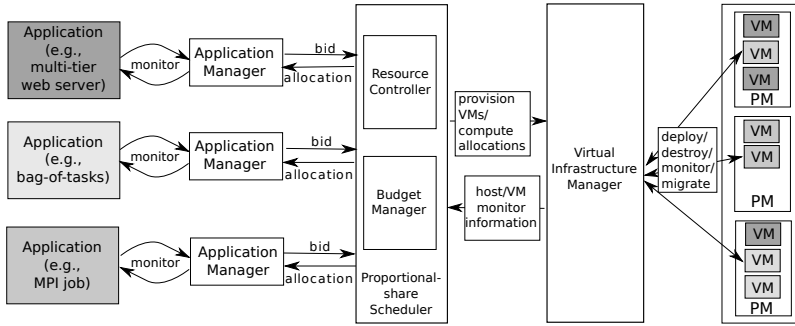 Application
(e.g.,
multi-tier
web server)
monitor
Application
Manager
bid
allocation
Application
(e.g.,
bag-of-tasks)
monitor
Application
Manager
bid
allocation
Application
(e.g.,
MPI job)
monitor
Application
Manager
bid
allocation
Resource
Controller
Budget
Manager
Proportional-
share
Scheduler
provision
VMs/
compute
allocations
host/VM
monitor
information
Virtual
Infrastructure
Manager
deploy/
destroy/
monitor/
migrate
VM
VM
VM
PM
VM
VM
PM
VM
VM
VM
PM